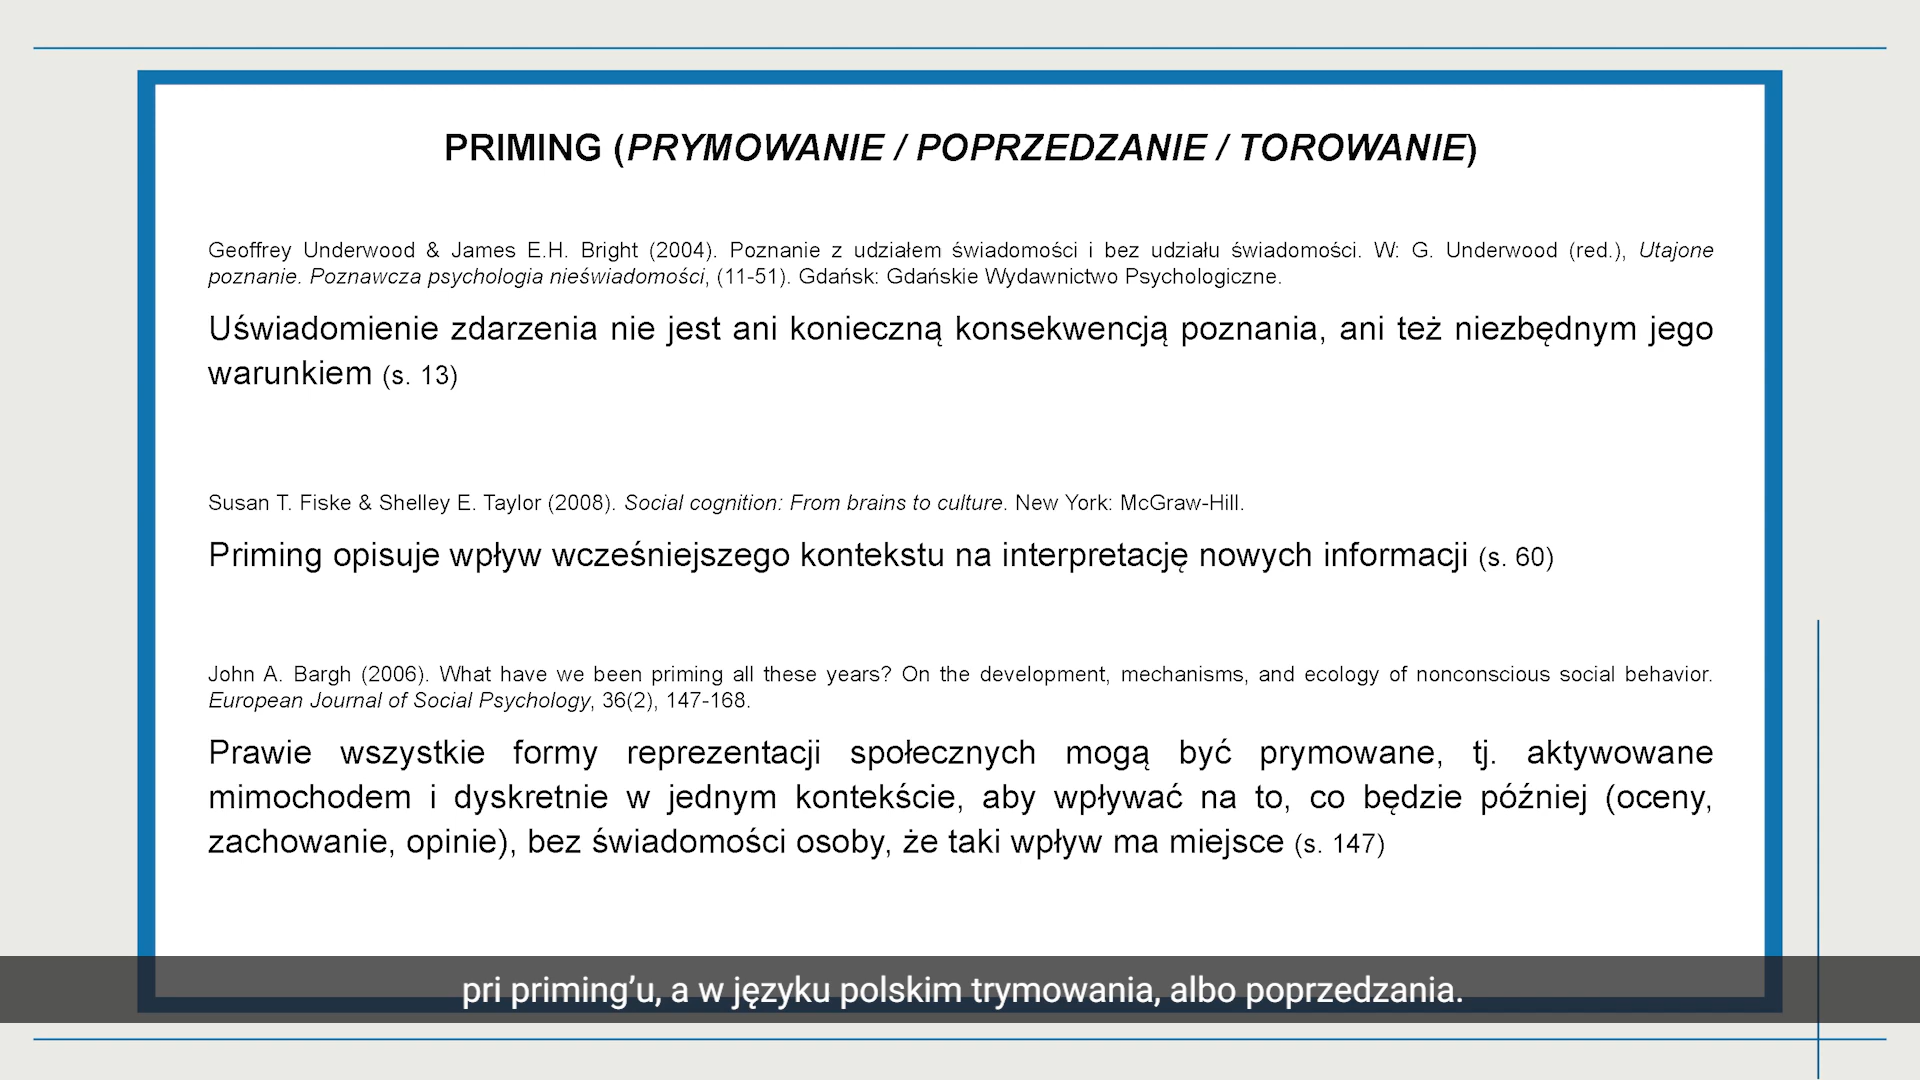 PRIMING (PRYMOWANIE / POPRZEDZANIE / TOROWANIE)
Geoffrey Underwood & James E.H. Bright (2004). Poznanie z udziałem świadomości i bez udziału świadomości. W: G. Underwood (red.), Utajone
poznanie. Poznawcza psychologia nieświadomości, (11-51). Gdańsk: Gdańskie Wydawnictwo Psychologiczne.
Uświadomienie zdarzenia nie jest ani konieczną konsekwencją poznania, ani też niezbędnym jego
warunkiem (s. 13)
Susan T. Fiske & Shelley E. Taylor (2008). Social cognition: From brains to culture. New York: McGraw-Hill.
Priming opisuje wpływ wcześniejszego kontekstu na interpretację nowych informacji (s. 60)
John A. Bargh (2006). What have we been priming all these years? On the development, mechanisms, and ecology of nonconscious social behavior.
European Journal of Social Psychology, 36(2), 147-168.
Prawie wszystkie formy reprezentacji społecznych mogą być prymowane, tj. aktywowane
mimochodem i dyskretnie w jednym kontekście, aby wpływać na to, co będzie później (oceny,
zachowanie, opinie), bez świadomości osoby, że taki wpływ ma miejsce (s. 147)
pri priming’u, a w języku polskim trymowania, albo poprzedzania.